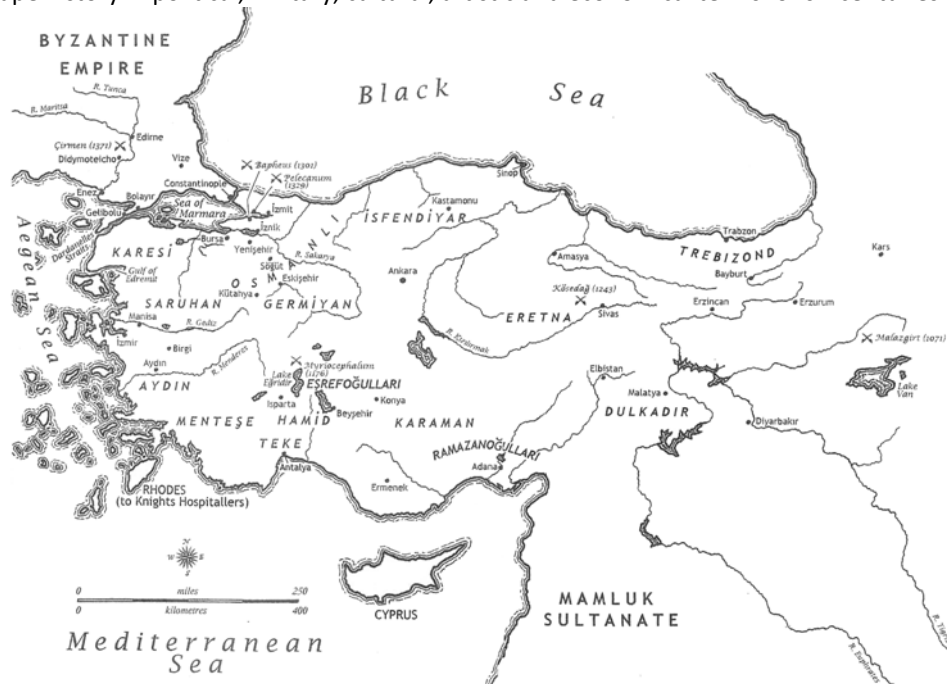 BYZANTINE
EMPIRE
Black Sea
R. Tunca
R. Maritsa
Edirne
Çirmen (1371)
Didymoteicho
Vize
Bapheus (1301)
Pelecanum
(1329)
Sinop
Constantinople
Enez
Bolayır
Gelibolu
Sea of
Marmara
İzmit
İznik
Kastamonu
İSFENDİYAR
Dardanelles
Straits
Bursa
Yenişehir
R. Sakarya
Trabzon
TREBIZOND
Kars
Aegean Sea
KARESİ
Söğüt
Eskişehir
OSMANLI
Ankara
Amasya
Bayburt
Gulf of
Edremit
Kütahya
SARUHAN
GERMİYAN
Kösedağ (1243)
Sivas
ERETNA
Erzincan
Erzurum
Manisa
R. Gediz
İzmir
R. Kızılırmak
Malazgirt (1071)
Birgi
R. Menderes
Aydın
AYDIN
Myriocephalum
(1176)
Lake
Eğridir
EŞREFOĞULLARI
Elbistan
Malatya
Lake
Van
Isparta
Konya
Beyşehir
DULKADIR
Diyarbakır
MENTEŞE
HAMİD
KARAMAN
TEKE
RAMAZANOĞULLARI
Adana
Antalya
Ermenek
RHODES
(to Knights Hospitallers)
N
S
0 miles 250
0 kilometres 400
CYPRUS
MAMLUK
SULTANATE
Mediterranean
Sea
R. Euphrates